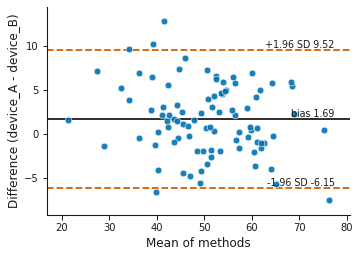 Difference (device_A - device_B)
10
5
0
−5
+1.96 SD 9.52
bias 1.69
-1.96 SD -6.15
20 30 40 50 60 70 80
Mean of methods